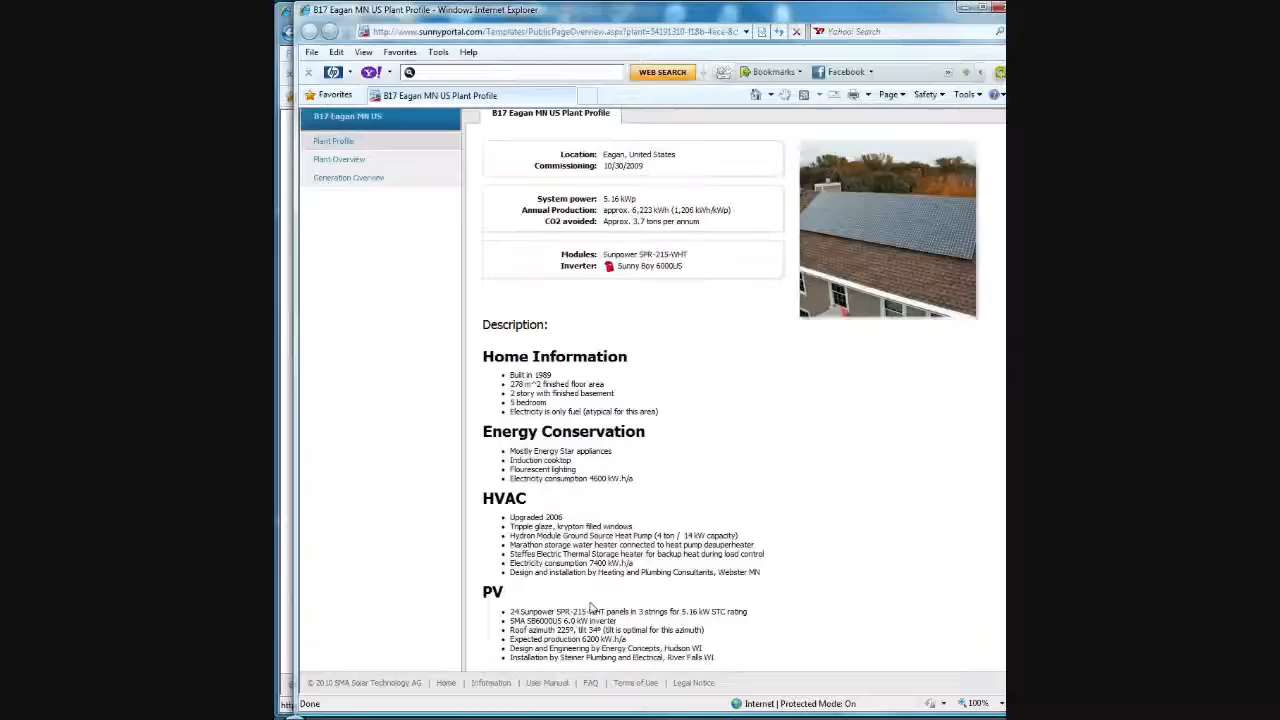 B17 Eagan MN US Plant Profile - Windows Internet Explorer
http://www.sunnyportal.com/Templates/PublicPageOverview.aspx?plant=54191310-f18b-4ece-8c
Yahoo! Search
File Edit View Favorites Tools Help
hp Y! WEB SEARCH Bookmarks Facebook »
Favorites B17 Eagan MN US Plant Profile Page Safety Tools
B17 Eagan MN US
Plant Profile
Plant Overview
Generation Overview
B17 Eagan MN US Plant Profile
Location: Eagan, United States
Commissioning: 10/30/2009
System power: 5.16 kWp
Annual Production: approx. 6,223 kWh (1,206 kWh/kWp)
CO2 avoided: Approx. 3.7 tons per annum
Modules: Sunpower SPR-215-WHT
Inverter: Sunny Boy 6000US
Description:
Home Information
• Built in 1989
• 278 m^2 finished floor area
• 2 story with finished basement
• 5 bedroom
• Electricity is only fuel (atypical for this area)
Energy Conservation
• Mostly Energy Star appliances
• Induction cooktop
• Flourescent lighting
• Electricity consumption 4600 kW.h/a
HVAC
• Upgraded 2006
• Tripple glaze, krypton filled windows
• Hydron Module Ground Source Heat Pump (4 ton / 14 kW capacity)
• Marathon storage water heater connected to heat pump desuperheater
• Steffes Electric Thermal Storage heater for backup heat during load control
• Electricity consumption 7400 kW.h/a
• Design and installation by Heating and Plumbing Consultants, Webster MN
PV
• 24 Sunpower SPR-215-WHT panels in 3 strings for 5.16 kW STC rating
• SMA SB6000US 6.0 kW inverter
• Roof azimuth 225º, tilt 34º (tilt is optimal for this azimuth)
• Expected production 6200 kW.h/a
• Design and Engineering by Energy Concepts, Hudson WI
• Installation by Steiner Plumbing and Electrical, River Falls WI
© 2010 SMA Solar Technology AG | Home | Information | User Manual | FAQ | Terms of Use | Legal Notice
Done Internet | Protected Mode: On 100%